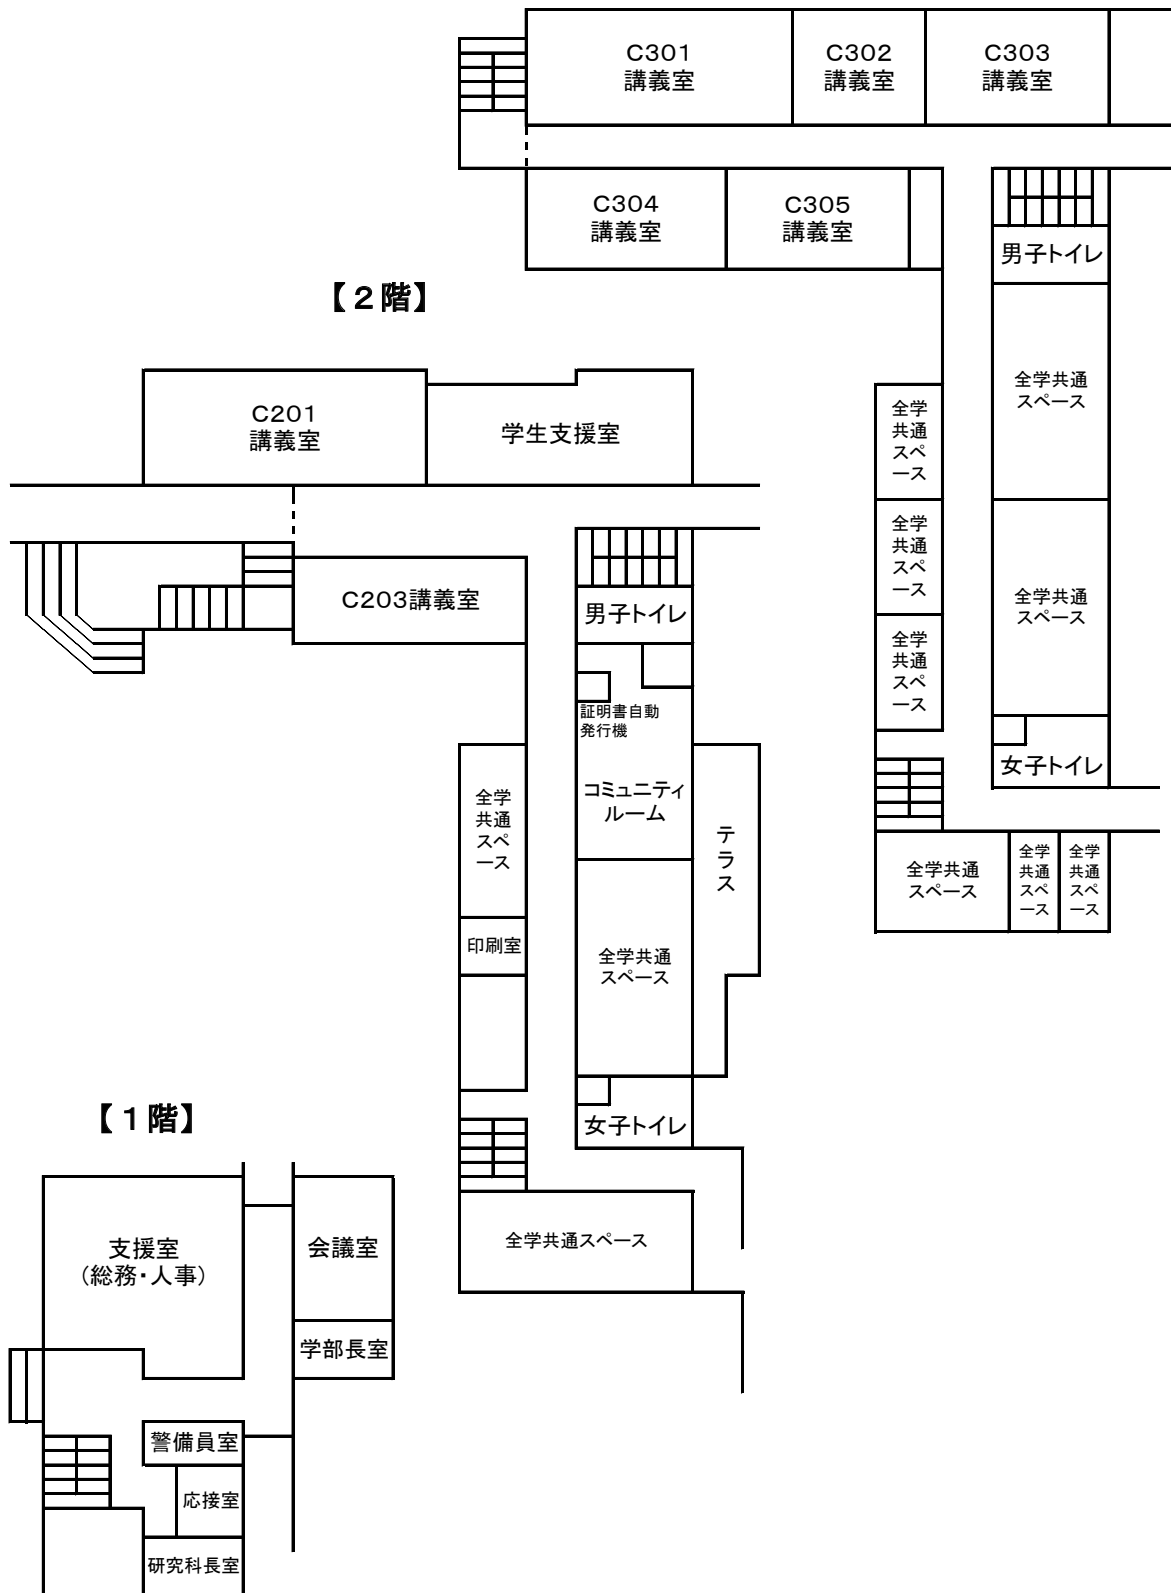 C301
講義室
C302
講義室
C303
講義室
C304
講義室
C305
講義室
男子トイレ
全学共通
スペース
全学
共通
スペ
ース
全学
共通
スペ
ース
全学共通
スペース
全学
共通
スペ
ース
女子トイレ
全学共通
スペース
全学
共通
スペ
ース
全学
共通
スペ
ース
【２階】
C201
講義室
学生支援室
C203講義室
男子トイレ
証明書自動
発行機
コミュニティ
ルーム
全学
共通
スペ
ース
テラス
印刷室
全学共通
スペース
女子トイレ
全学共通スペース
【１階】
支援室
（総務・人事）
会議室
学部長室
警備員室
応接室
研究科長室